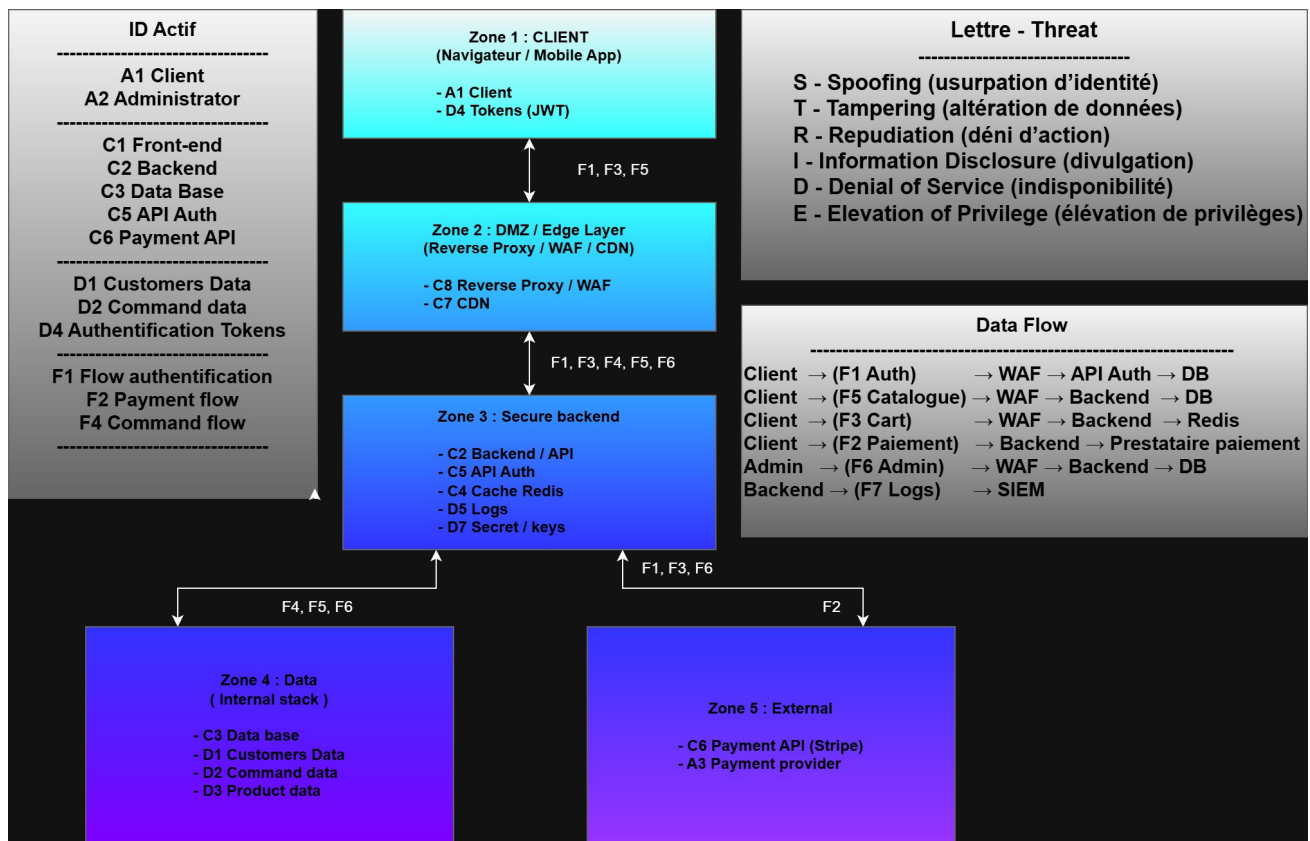 ID Actif
----------------------------------
A1 Client
A2 Administrator
----------------------------------
C1 Front-end
C2 Backend
C3 Data Base
C5 API Auth
C6 Payment API
----------------------------------
D1 Customers Data
D2 Command data
D4 Authentification Tokens
----------------------------------
F1 Flow authentification
F2 Payment flow
F4 Command flow
----------------------------------
Zone 1 : CLIENT
(Navigateur / Mobile App)
- A1 Client
- D4 Tokens (JWT)
F1, F3, F5
Zone 2 : DMZ / Edge Layer
(Reverse Proxy / WAF / CDN)
- C8 Reverse Proxy / WAF
- C7 CDN
F1, F3, F4, F5, F6
Zone 3 : Secure backend
- C2 Backend / API
- C5 API Auth
- C4 Cache Redis
- D5 Logs
- D7 Secret / keys
F4, F5, F6
F1, F3, F6
F2
Zone 4 : Data
( Internal stack )
- C3 Data base
- D1 Customers Data
- D2 Command data
- D3 Product data
Zone 5 : External
- C6 Payment API (Stripe)
- A3 Payment provider
Lettre - Threat
----------------------------------
S - Spoofing (usurpation d’identité)
T - Tampering (altération de données)
R - Repudiation (déni d’action)
I - Information Disclosure (divulgation)
D - Denial of Service (indisponibilité)
E - Elevation of Privilege (élévation de privilèges)
Data Flow
--------------------------------------------------------------------
Client → (F1 Auth) → WAF → API Auth → DB
Client → (F5 Catalogue) → WAF → Backend → DB
Client → (F3 Cart) → WAF → Backend → Redis
Client → (F2 Paiement) → Backend → Prestataire paiement
Admin → (F6 Admin) → WAF → Backend → DB
Backend → (F7 Logs) → SIEM